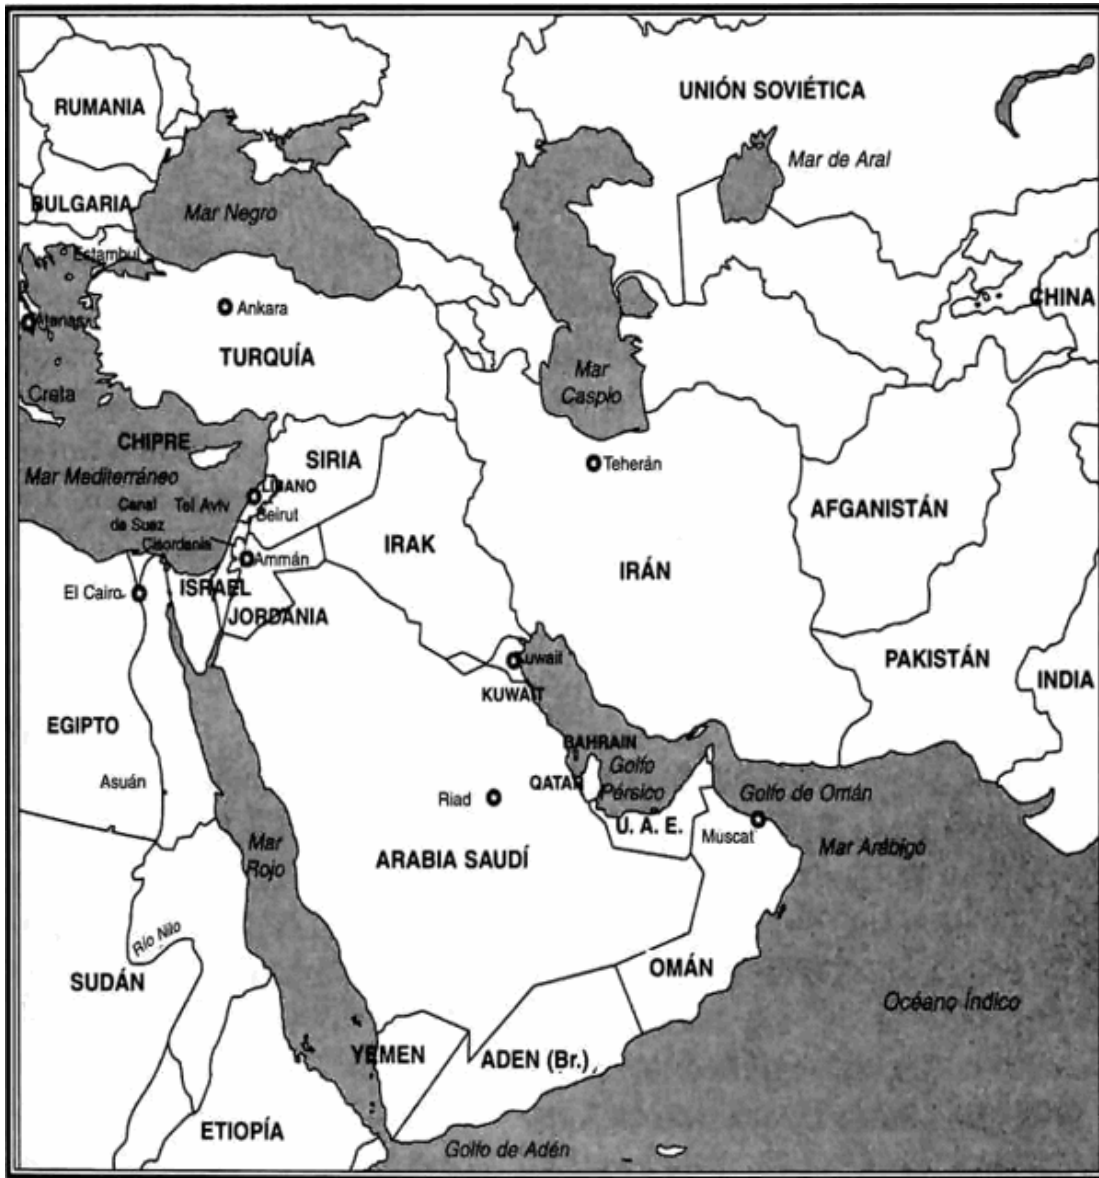 RUMANIA
UNIÓN SOVIÉTICA
Mar de Aral
BULGARIA
Mar Negro
Estambul
CHINA
Atenas
Ankara
TURQUÍA
Mar
Caspio
Creta
CHIPRE
SIRIA
Teherán
Mar Mediterráneo
LÍBANO
Canal
de Suez
Tel Aviv
Beirut
AFGANISTÁN
Cisjordania
IRAK
Ammán
IRÁN
El Cairo
ISRAEL
JORDANIA
Kuwait
PAKISTÁN
KUWAIT
INDIA
EGIPTO
BAHRAIN
Golfo
Pérsico
QATAR
Asuán
Riad
Golfo de Omán
U. A. E.
Muscat
Mar Arábigo
Mar
Rojo
ARABIA SAUDÍ
Río Nilo
OMÁN
SUDÁN
Océano Índico
YEMEN
ADEN (Br.)
ETIOPÍA
Golfo de Adén